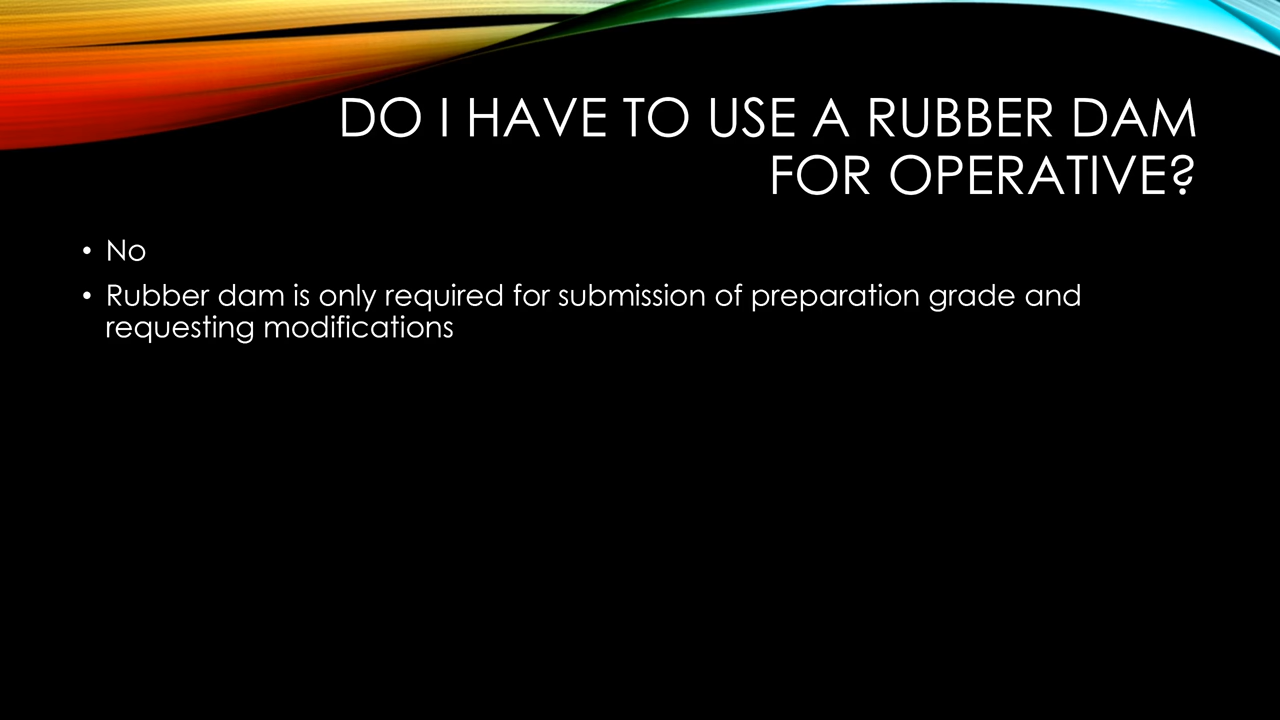 DO I HAVE TO USE A RUBBER DAM
FOR OPERATIVE?
• No
• Rubber dam is only required for submission of preparation grade and
requesting modifications